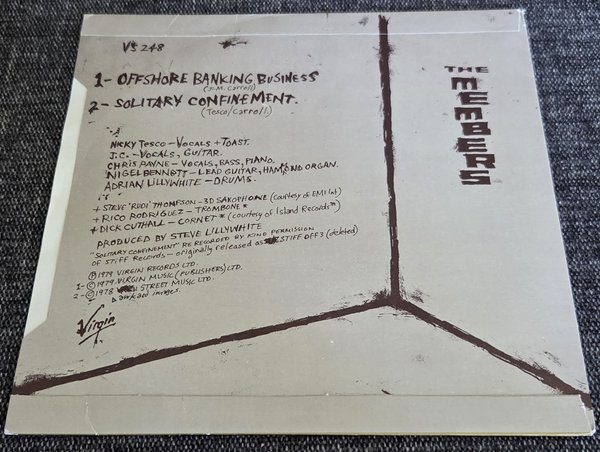 VS 248
THE MEMBERS
1- OFFSHORE BANKING BUSINESS
(J.M. Carroll)
2- SOLITARY CONFINEMENT.
(Tesco/Carroll)
NICKY TESCO - VOCALS + TOAST.
J.C. - VOCALS, GUITAR.
CHRIS PAYNE - VOCALS, BASS, PIANO.
NIGEL BENNETT - LEAD GUITAR, HAMMOND ORGAN.
ADRIAN LILLYWHITE - DRUMS.
+ STEVE 'RUDI' THOMPSON - SAXOPHONE (courtesy of EMI Int)
+ RICO RODRIGUEZ - TROMBONE *
+ DICK CUTHALL - CORNET * (courtesy of Island Records)
PRODUCED BY STEVE LILLYWHITE
"SOLITARY CONFINEMENT" RE RECORDED BY KIND PERMISSION
OF STIFF RECORDS - originally released as STIFF OFF 3 (deleted)
℗ 1979 VIRGIN RECORDS LTD.
1- © 1979 VIRGIN MUSIC (PUBLISHERS) LTD.
2- © 1978 STREET MUSIC LTD.
Virgin